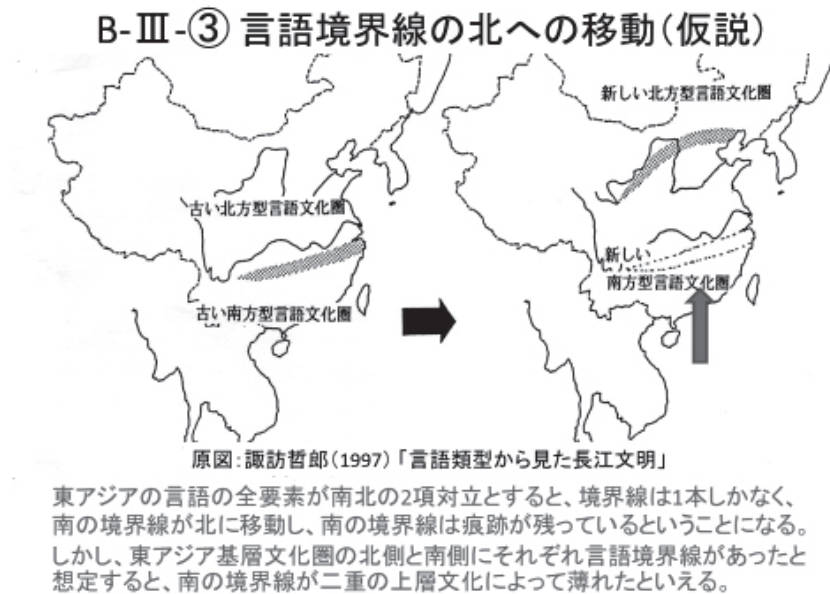 B-Ⅲ-③ 言語境界線の北への移動(仮説)
古い北方型言語文化圏
古い南方型言語文化圏
新しい北方型言語文化圏
新しい
南方型言語文化圏
原図:諏訪哲郎(1997)「言語類型から見た長江文明」
東アジアの言語の全要素が南北の2項対立とすると、境界線は1本しかなく、
南の境界線が北に移動し、南の境界線は痕跡が残っているということになる。
しかし、東アジア基層文化圏の北側と南側にそれぞれ言語境界線があったと
想定すると、南の境界線が二重の上層文化によって薄れたといえる。